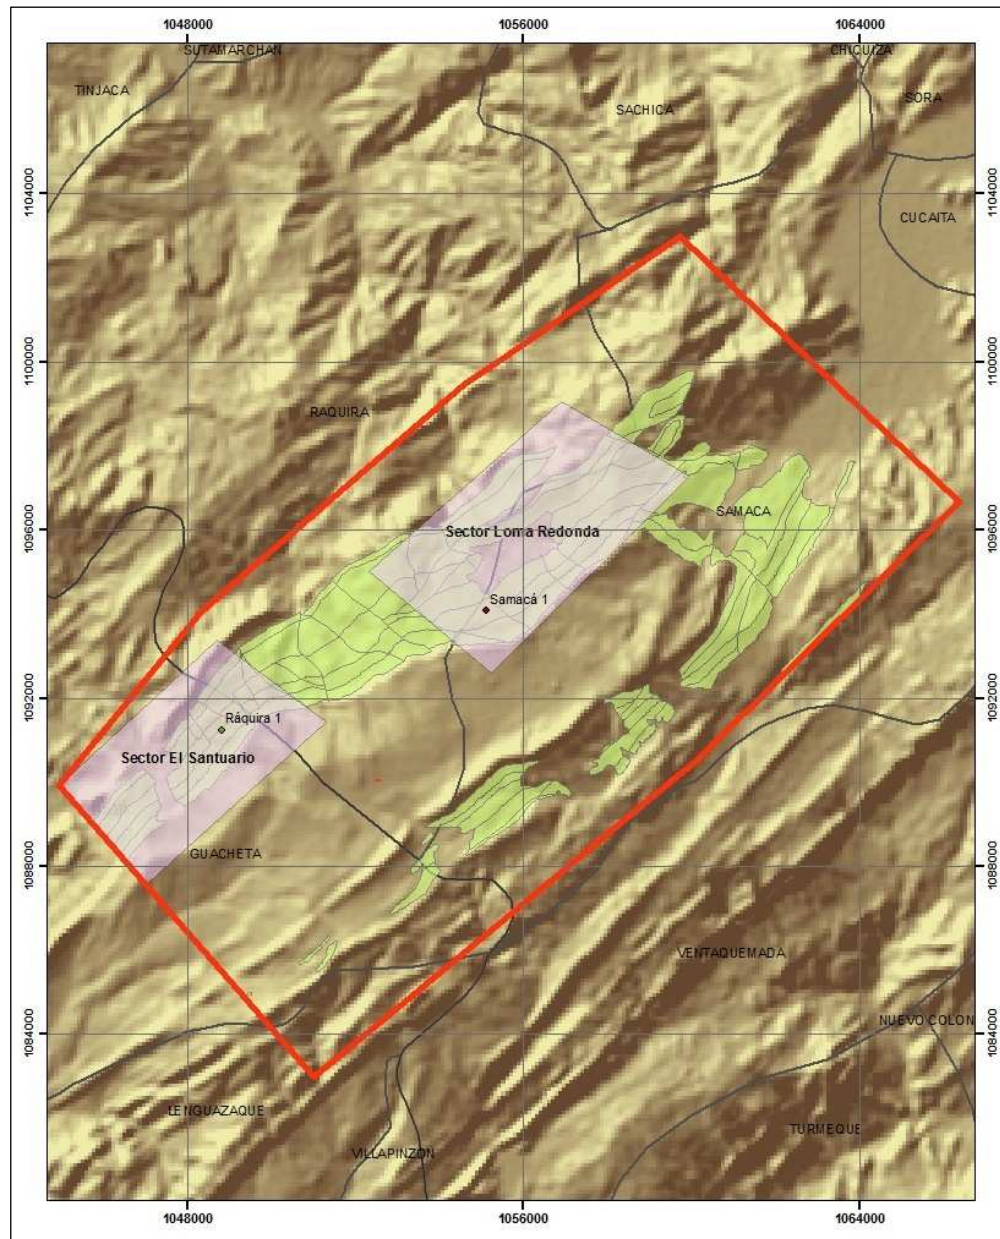 1048000
1056000
1064000
SUTAMARCHAN
CHIQUIZA
TINJACA
SORA
SACHICA
1104000
1104000
CUCAITA
1100000
1100000
RAQUIRA
SAMACA
1096000
1096000
Sector Loma Redonda
Samacá 1
1092000
1092000
Ráquira 1
Sector El Santuario
GUACHETA
1088000
1088000
VENTAQUEMADA
NUEVO COLON
1084000
1084000
LENGUAZAQUE
TURMEQUE
VILLAPINZON
1048000
1056000
1064000